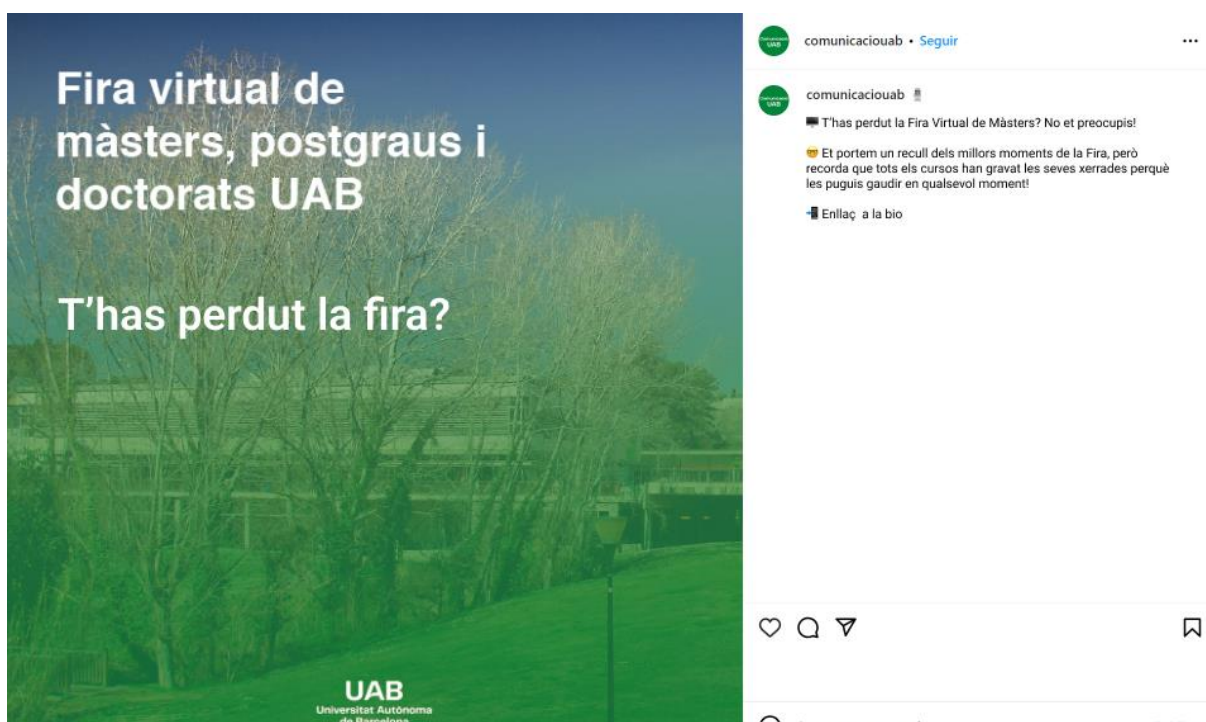 Fira virtual de
màsters, postgraus i
doctorats UAB
T'has perdut la fira?
UAB
Universitat Autònoma
de Barcelona
comunicaciouab • Seguir
comunicaciouab
T'has perdut la Fira Virtual de Màsters? No et preocupis!
Et portem un recull dels millors moments de la Fira, però
recorda que tots els cursos han gravat les seves xerrades perquè
les puguis gaudir en qualsevol moment!
Enllaç a la bio